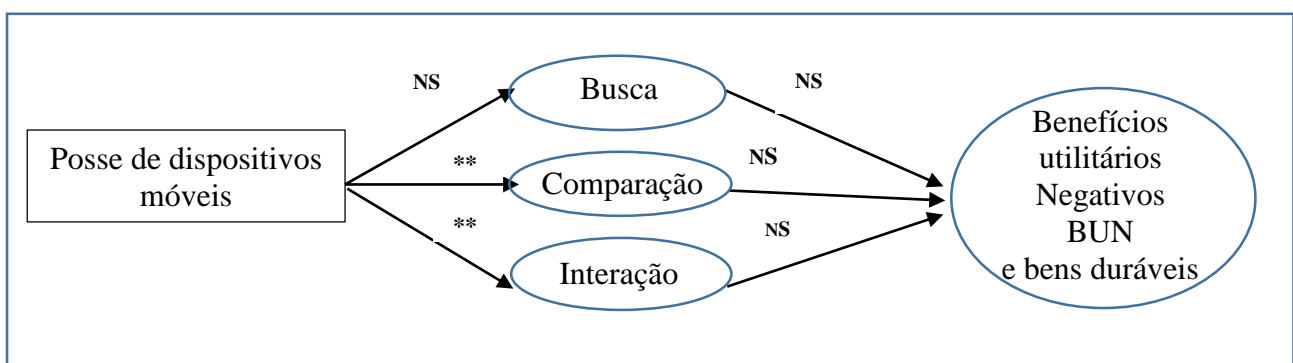 NS
Busca
NS
Posse de dispositivos
móveis
**
Comparação
NS
**
Interação
NS
Benefícios
utilitários
Negativos
BUN
e bens duráveis